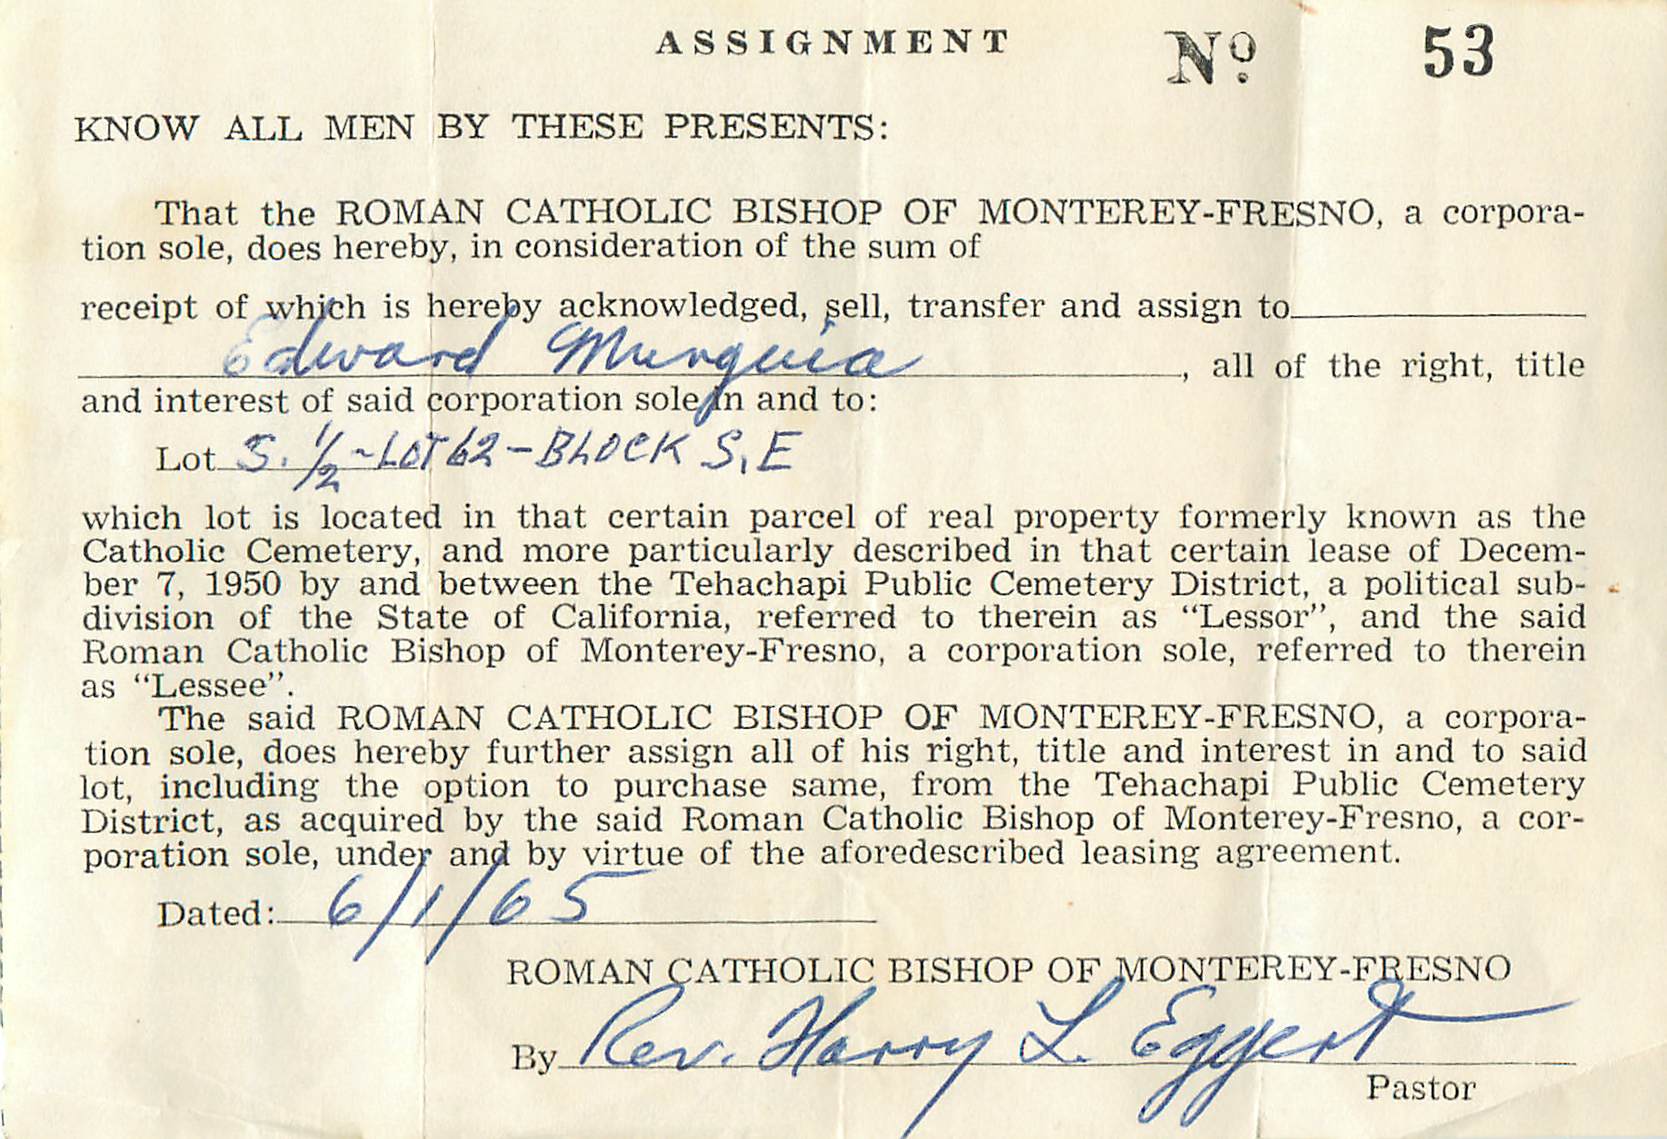 ASSIGNMENT Nº 53
KNOW ALL MEN BY THESE PRESENTS:
That the ROMAN CATHOLIC BISHOP OF MONTEREY-FRESNO, a corpora-
tion sole, does hereby, in consideration of the sum of
receipt of which is hereby acknowledged, sell, transfer and assign to
Edward Munguia, all of the right, title
and interest of said corporation sole in and to:
Lot S. 1/2 - LOT 62 - BLOCK S.E
which lot is located in that certain parcel of real property formerly known as the
Catholic Cemetery, and more particularly described in that certain lease of Decem-
ber 7, 1950 by and between the Tehachapi Public Cemetery District, a political sub-
division of the State of California, referred to therein as “Lessor”, and the said
Roman Catholic Bishop of Monterey-Fresno, a corporation sole, referred to therein
as “Lessee”.
The said ROMAN CATHOLIC BISHOP OF MONTEREY-FRESNO, a corpora-
tion sole, does hereby further assign all of his right, title and interest in and to said
lot, including the option to purchase same, from the Tehachapi Public Cemetery
District, as acquired by the said Roman Catholic Bishop of Monterey-Fresno, a cor-
poration sole, under and by virtue of the aforedescribed leasing agreement.
Dated: 6/1/65
ROMAN CATHOLIC BISHOP OF MONTEREY-FRESNO
By Rev. Harry L. Eggert
Pastor